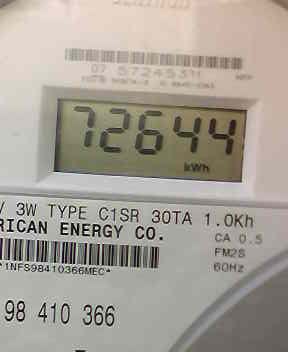 72644
kWh
V 3W TYPE C1SR 30TA 1.0Kh
RICAN ENERGY CO.
CA 0.5
FM2S
60Hz
*1NFS98410366MEC*
98 410 366